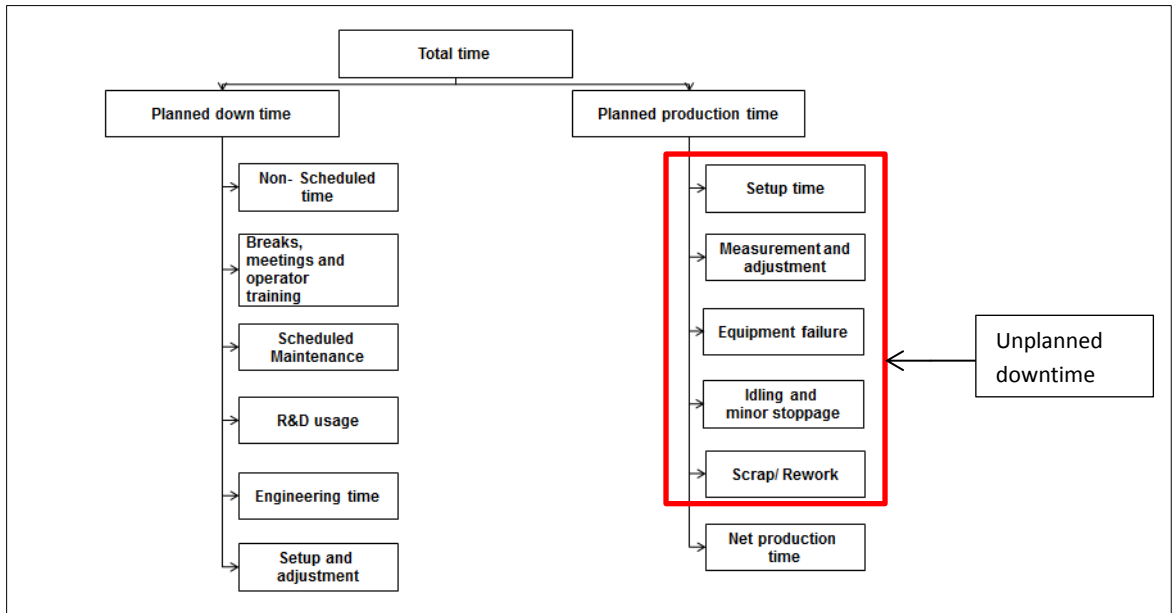 Total time
Planned down time
Planned production time
Non- Scheduled
time
Breaks,
meetings and
operator
training
Scheduled
Maintenance
R&D usage
Engineering time
Setup and
adjustment
Setup time
Measurement and
adjustment
Equipment failure
Idling and
minor stoppage
Scrap/ Rework
Net production
time
Unplanned
downtime